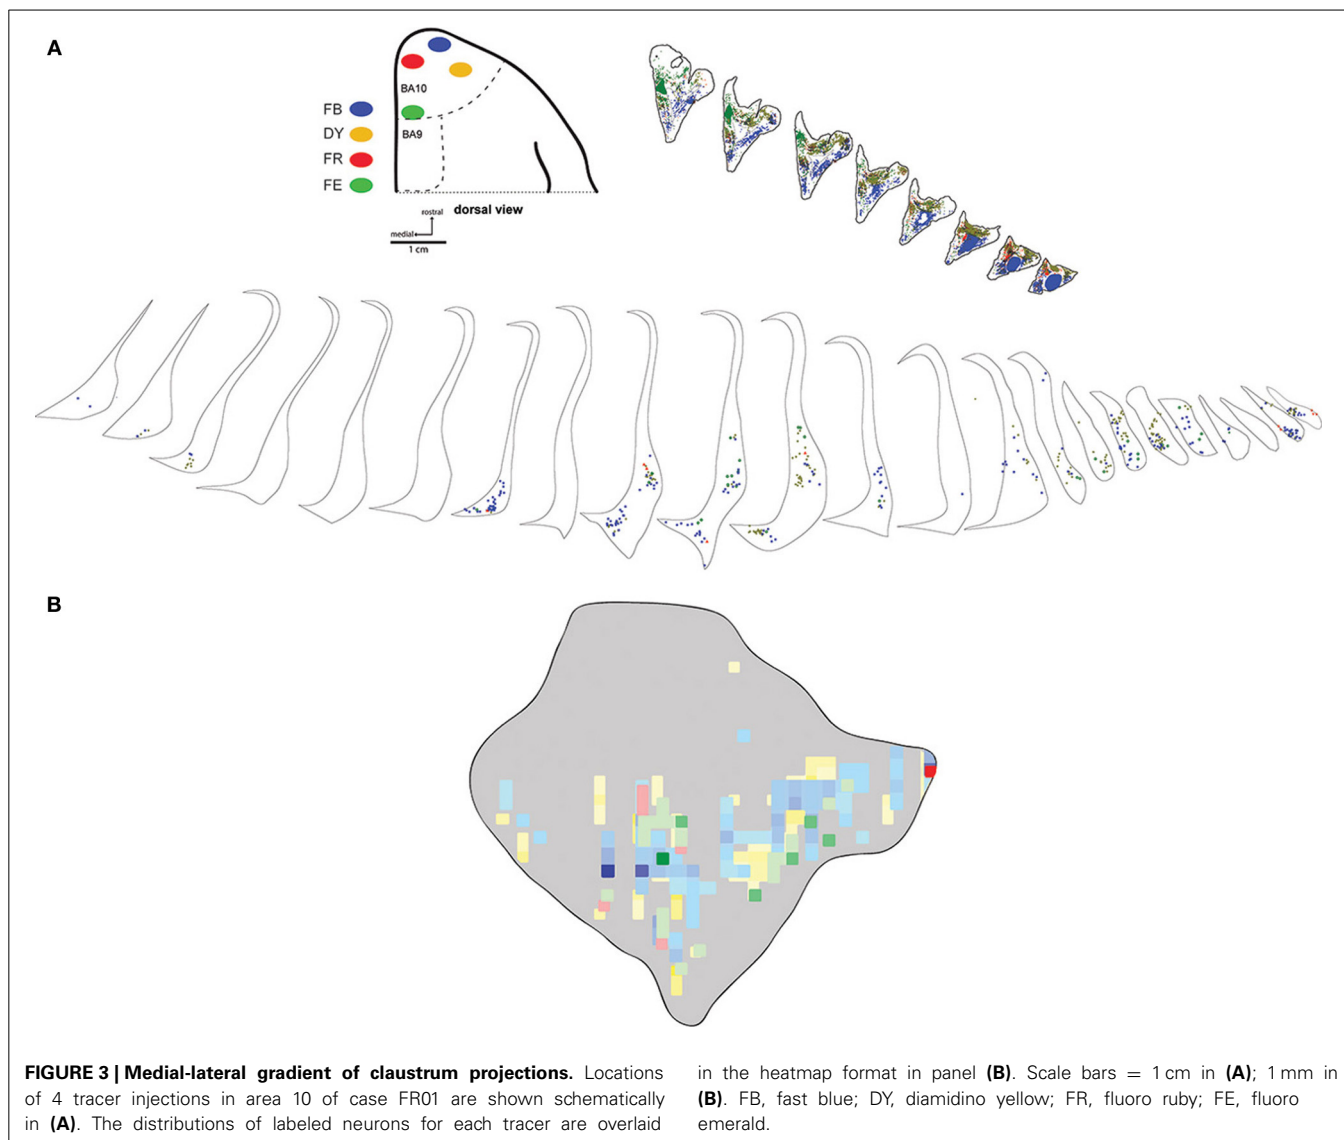 A
BA10
BA9
FB
DY
FR
FE
rostral
medial
dorsal view
1 cm
B
FIGURE 3 | Medial-lateral gradient of claustrum projections. Locations
of 4 tracer injections in area 10 of case FR01 are shown schematically
in (A). The distributions of labeled neurons for each tracer are overlaid
in the heatmap format in panel (B). Scale bars = 1 cm in (A); 1 mm in
(B). FB, fast blue; DY, diamidino yellow; FR, fluoro ruby; FE, fluoro
emerald.